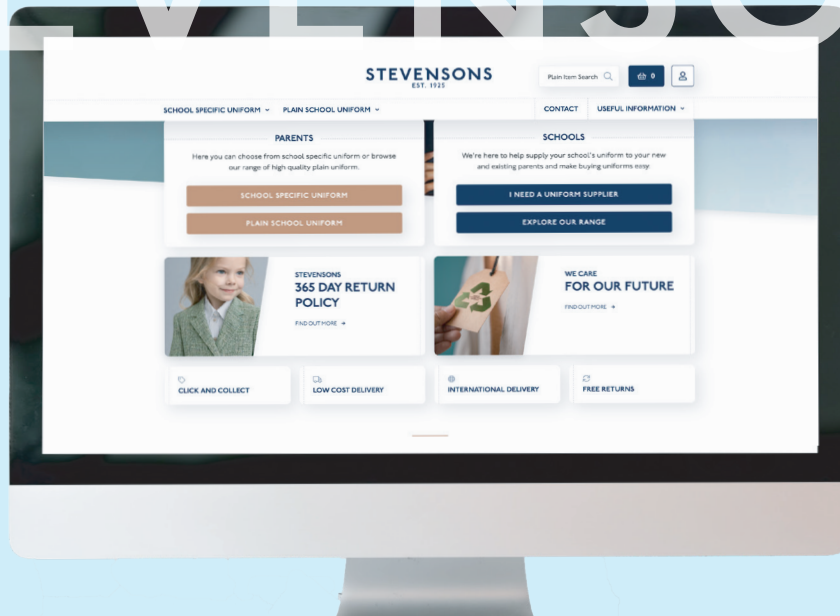 EVENSO
STEVENSONS
EST. 1925
Plain Item Search
0
SCHOOL SPECIFIC UNIFORM
PLAIN SCHOOL UNIFORM
CONTACT
USEFUL INFORMATION
PARENTS
Here you can choose from school specific uniform or browse
our range of high quality plain uniform.
SCHOOL SPECIFIC UNIFORM
PLAIN SCHOOL UNIFORM
SCHOOLS
We're here to help supply your school's uniform to your new
and existing parents and make buying uniforms easy.
I NEED A UNIFORM SUPPLIER
EXPLORE OUR RANGE
STEVENSONS
365 DAY RETURN
POLICY
FIND OUT MORE →
WE CARE
FOR OUR FUTURE
FIND OUT MORE →
CLICK AND COLLECT
LOW COST DELIVERY
INTERNATIONAL DELIVERY
FREE RETURNS